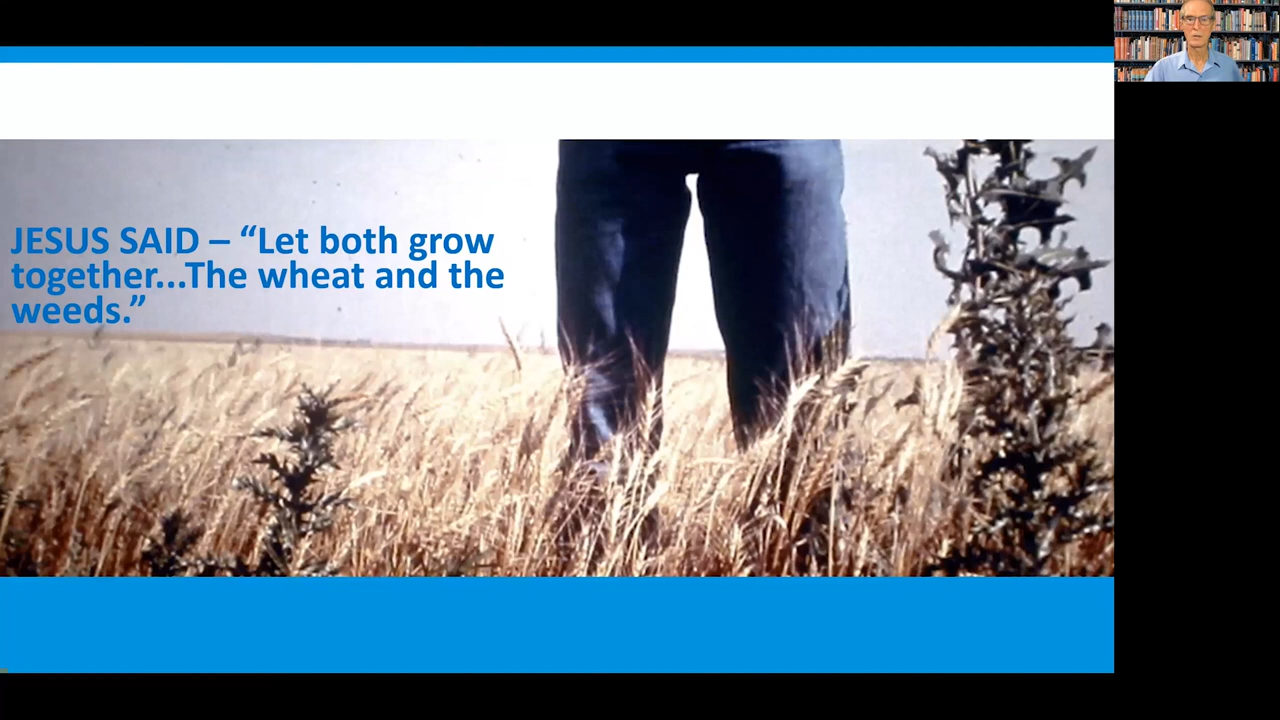 JESUS SAID – “Let both grow
together...The wheat and the
weeds.”